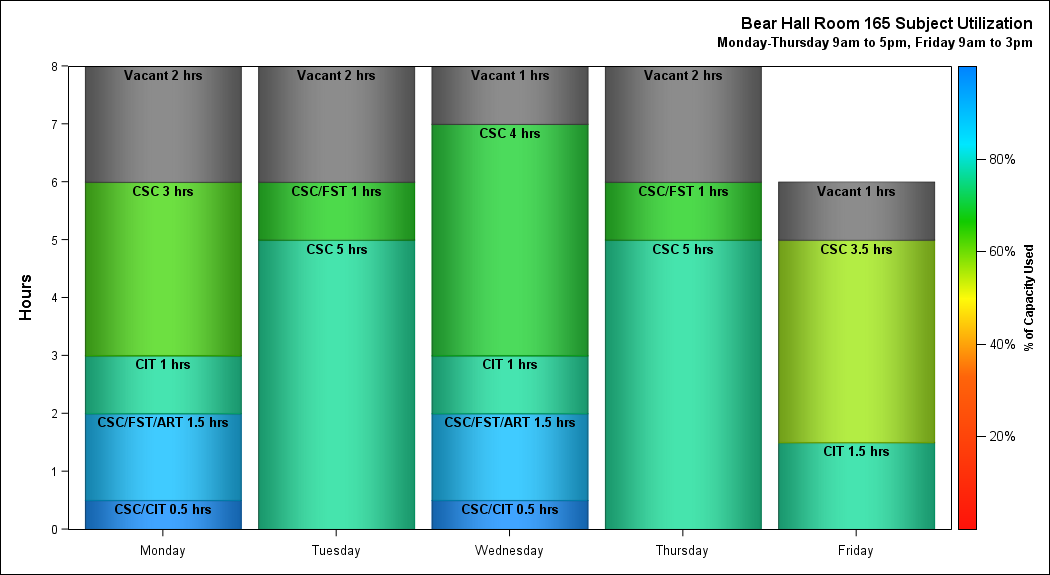 Bear Hall Room 165 Subject Utilization
Monday-Thursday 9am to 5pm, Friday 9am to 3pm
Hours
8
7
6
5
4
3
2
1
0
Vacant 2 hrs
CSC 3 hrs
CIT 1 hrs
CSC/FST/ART 1.5 hrs
CSC/CIT 0.5 hrs
Monday
Vacant 2 hrs
CSC/FST 1 hrs
CSC 5 hrs
Tuesday
Vacant 1 hrs
CSC 4 hrs
CIT 1 hrs
CSC/FST/ART 1.5 hrs
CSC/CIT 0.5 hrs
Wednesday
Vacant 2 hrs
CSC/FST 1 hrs
CSC 5 hrs
Thursday
Vacant 1 hrs
CSC 3.5 hrs
CIT 1.5 hrs
Friday
80%
60%
40%
20%
% of Capacity Used